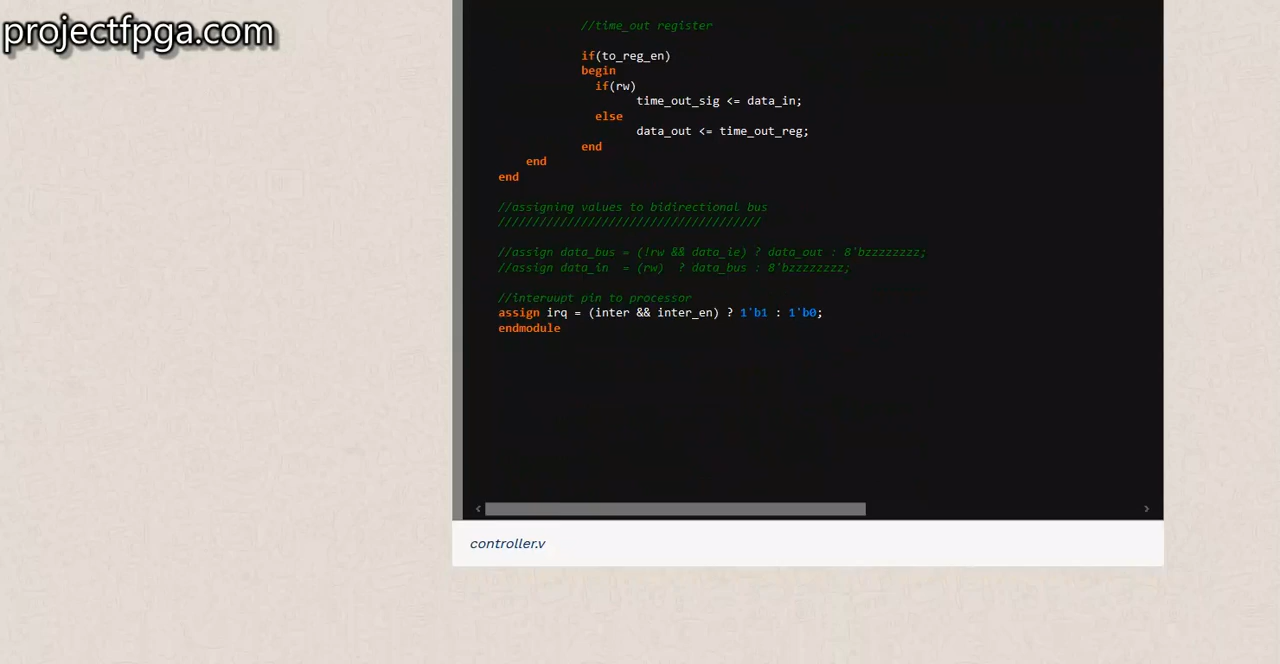 projectfpga.com
//time_out register
if(to_reg_en)
begin
if(rw)
time_out_sig <= data_in;
else
data_out <= time_out_reg;
end
end
end
//assigning values to bidirectional bus
//////////////////////////////////////
//assign data_bus = (!rw && data_ie) ? data_out : 8'bzzzzzzzz;
//assign data_in  = (rw)  ? data_bus : 8'bzzzzzzzz;
//interuupt pin to processor
assign irq = (inter && inter_en) ? 1'b1 : 1'b0;
endmodule
controller.v